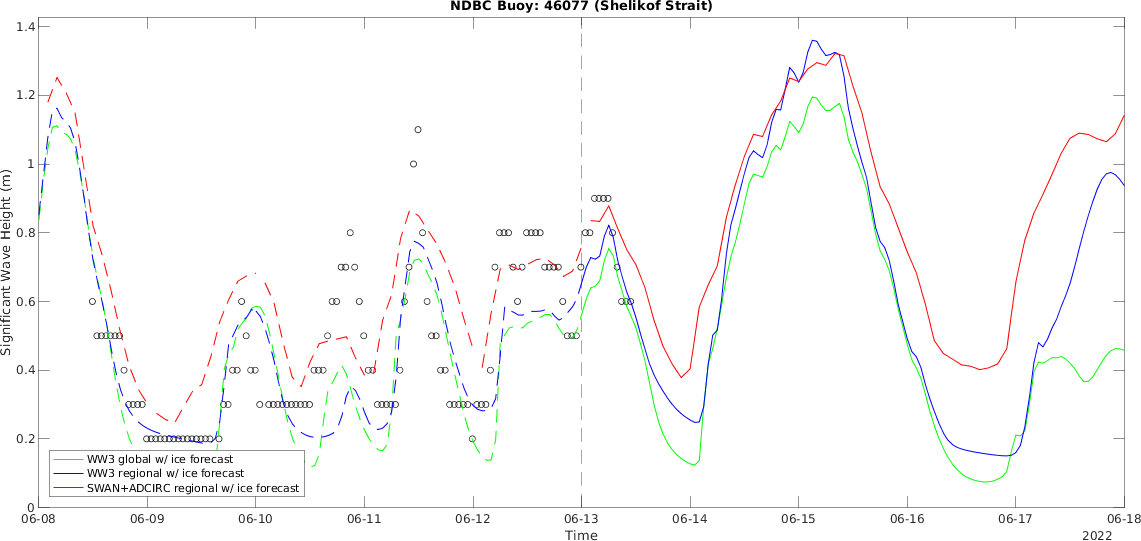 NDBC Buoy: 46077 (Shelikof Strait)
1.4
1.2
1
0.8
0.6
0.4
0.2
0
Significant Wave Height (m)
WW3 global w/ ice forecast
WW3 regional w/ ice forecast
SWAN+ADCIRC regional w/ ice forecast
06-08 06-09 06-10 06-11 06-12 06-13 06-14 06-15 06-16 06-17 06-18
Time
2022